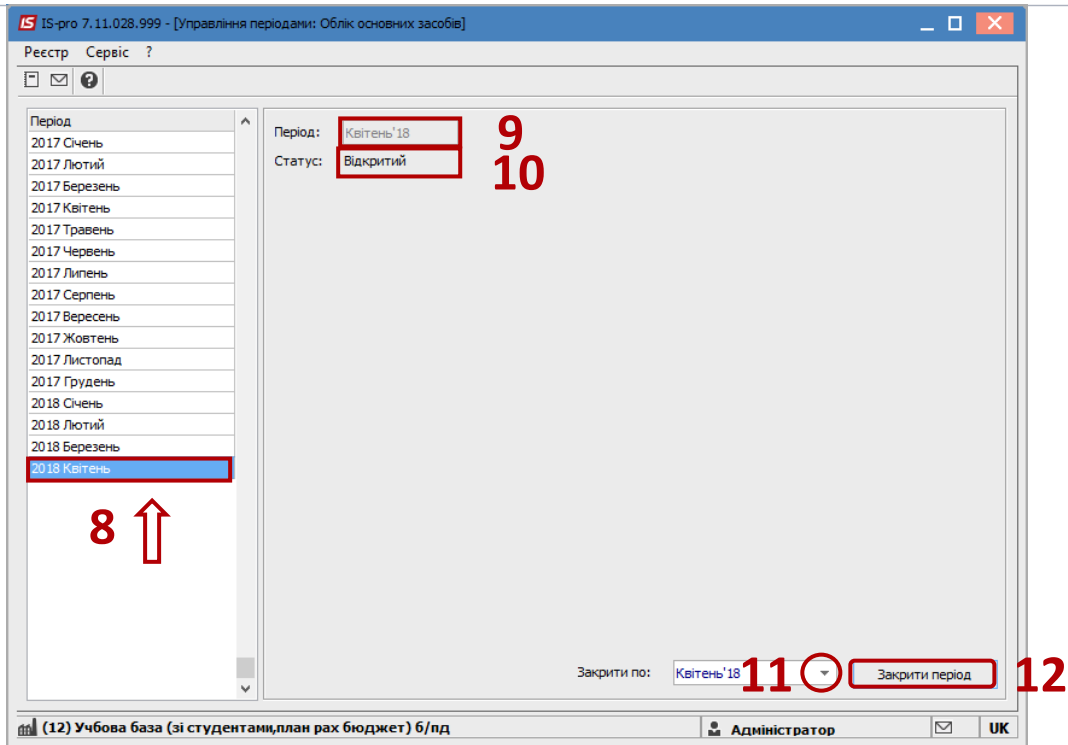 IS-pro 7.11.028.999 - [Управління періодами: Облік основних засобів]
Реєстр Сервіс ?
Період
2017 Січень
2017 Лютий
2017 Березень
2017 Квітень
2017 Травень
2017 Червень
2017 Липень
2017 Серпень
2017 Вересень
2017 Жовтень
2017 Листопад
2017 Грудень
2018 Січень
2018 Лютий
2018 Березень
2018 Квітень
8
Період: Квітень'18 9
Статус: Відкритий 10
Закрити по: Квітень'18 11 Закрити період 12
(12) Учбова база (зі студентами,план рах бюджет) б/пд Адміністратор UK